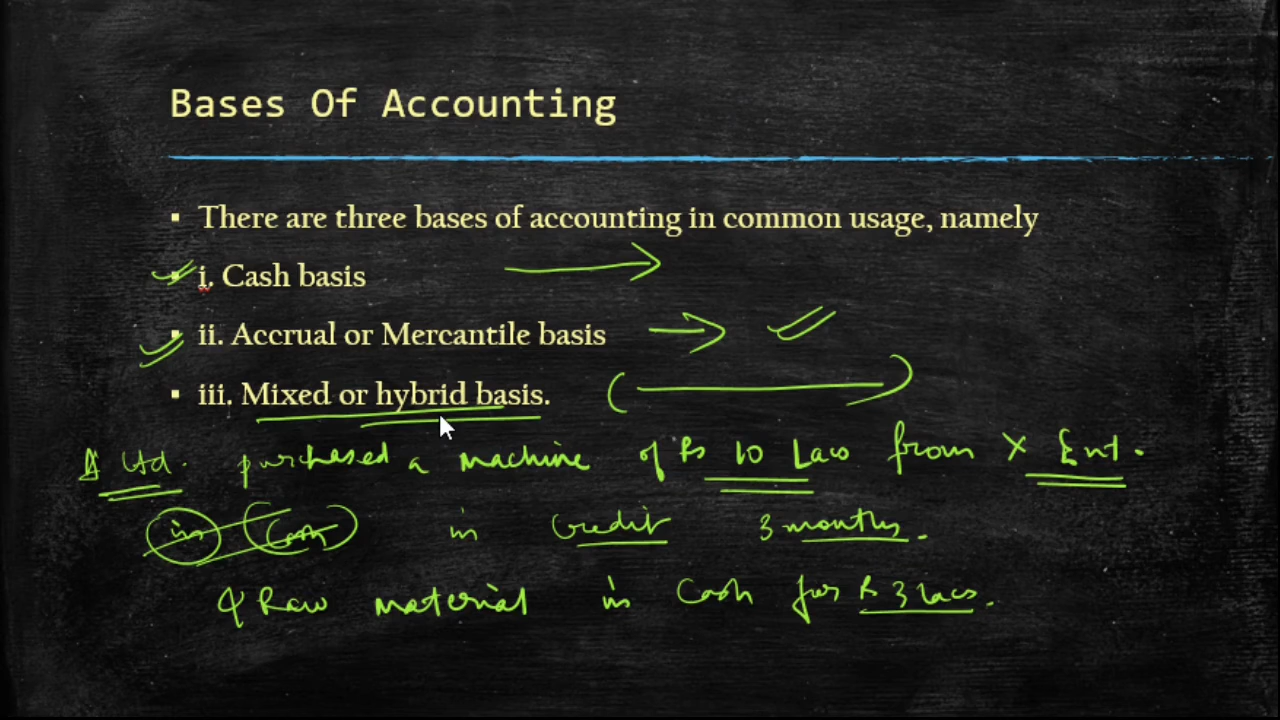 Bases Of Accounting
▪ There are three bases of accounting in common usage, namely
▪ i. Cash basis
▪ ii. Accrual or Mercantile basis
▪ iii. Mixed or hybrid basis.
A Ltd. purchased a machine of Rs 10 Lacs from X Ent.
in Cash in Credit 3 months.
& Raw material in Cash for Rs 3 lacs.